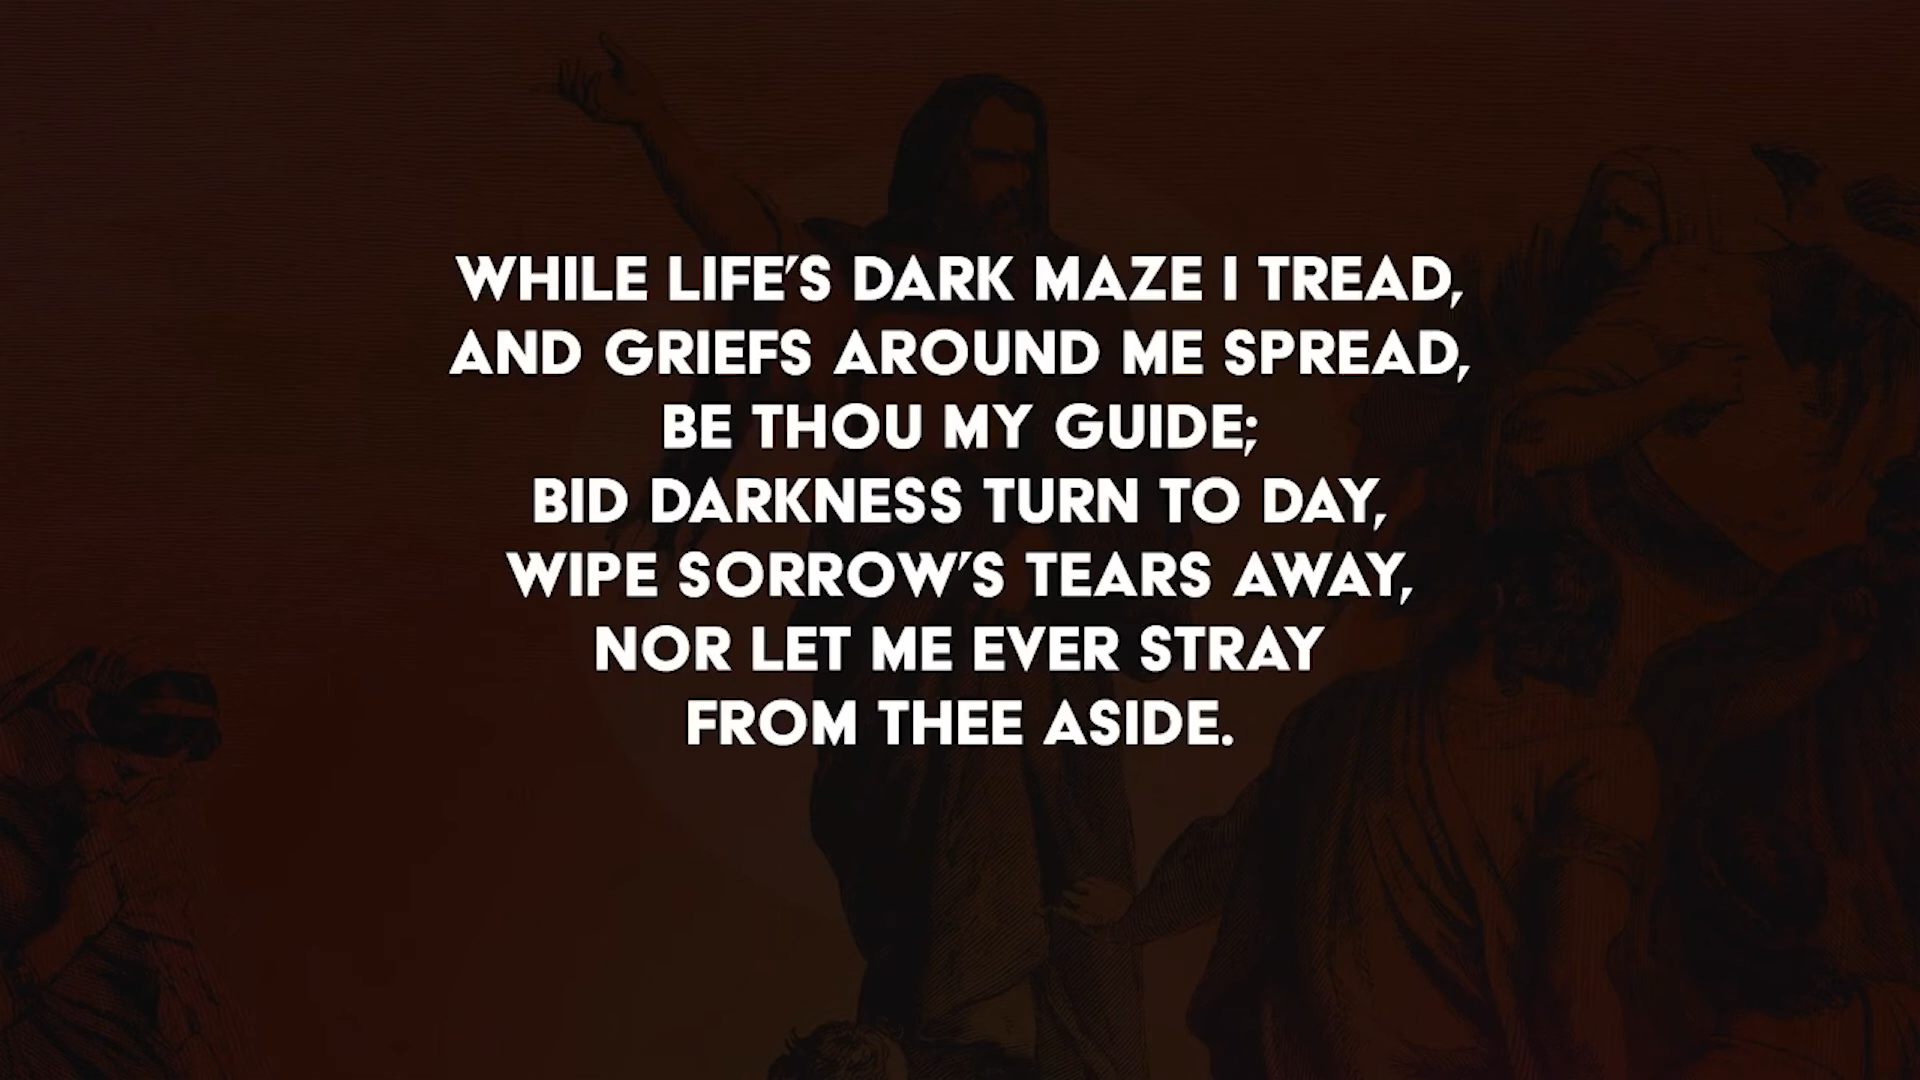 WHILE LIFE'S DARK MAZE I TREAD,
AND GRIEFS AROUND ME SPREAD,
BE THOU MY GUIDE;
BID DARKNESS TURN TO DAY,
WIPE SORROW'S TEARS AWAY,
NOR LET ME EVER STRAY
FROM THEE ASIDE.